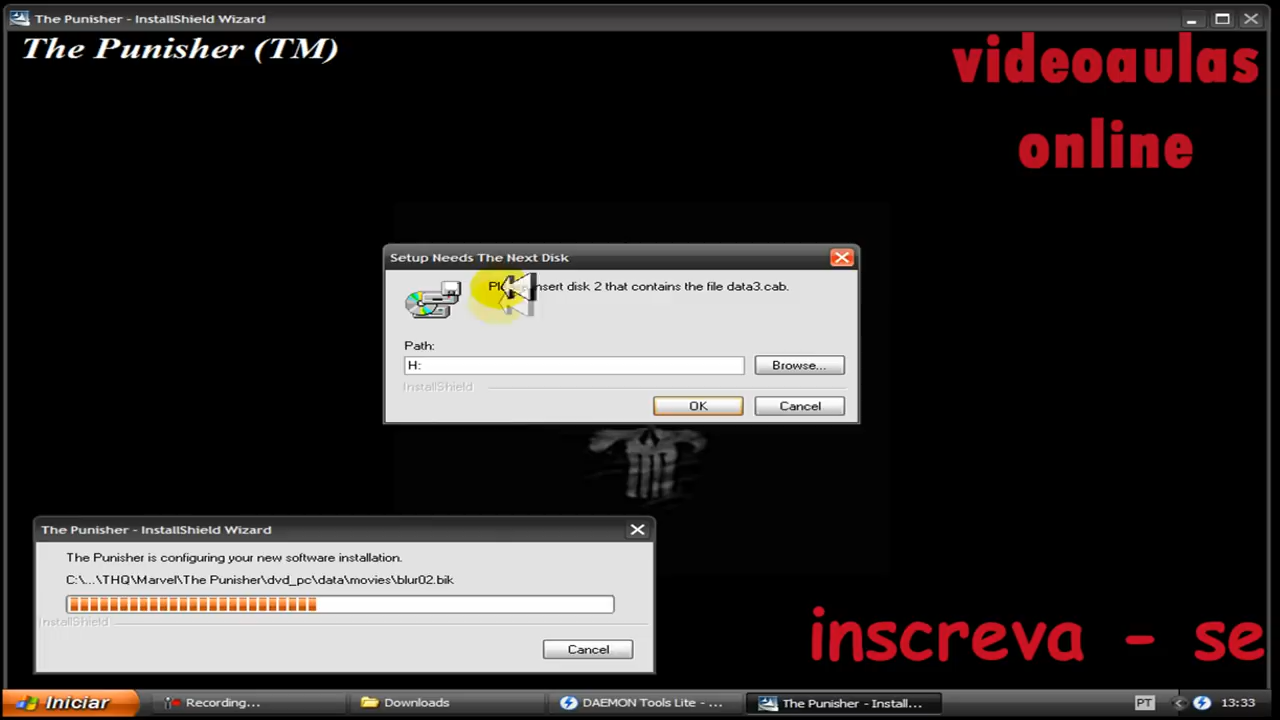 The Punisher - InstallShield Wizard
The Punisher (TM)
videoaulas
online
Setup Needs The Next Disk
insert disk 2 that contains the file data3.cab.
Path:
H:
Browse...
InstallShield
OK
Cancel
The Punisher - InstallShield Wizard
The Punisher is configuring your new software installation.
C:\...\THQ\Marvel\The Punisher\dvd_pc\data\movies\blur02.bik
InstallShield
Cancel
inscreva - se
Iniciar
Recording...
Downloads
DAEMON Tools Lite - ...
The Punisher - Install...
PT
13:33